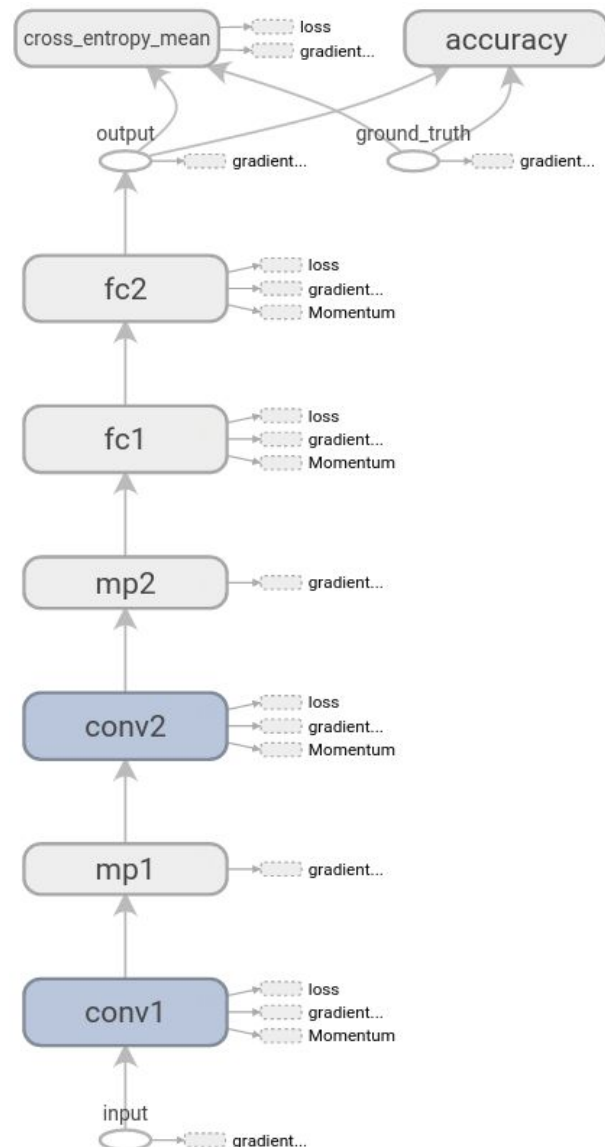 cross_entropy_mean
loss
gradient...
accuracy
output
gradient...
ground_truth
gradient...
fc2
loss
gradient...
Momentum
fc1
loss
gradient...
Momentum
mp2
gradient...
conv2
loss
gradient...
Momentum
mp1
gradient...
conv1
loss
gradient...
Momentum
input
gradient...